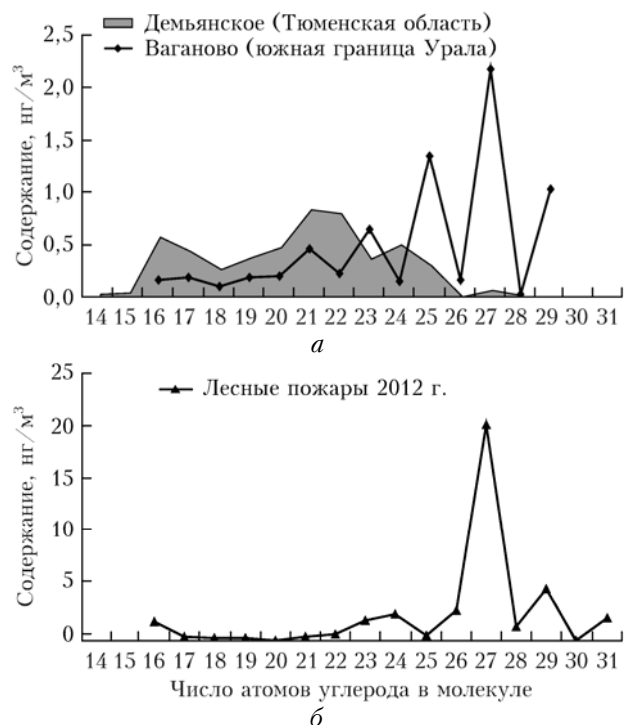 Демьянское (Тюменская область)
Ваганово (южная граница Урала)
Содержание, нг/м³
2,5
2,0
1,5
1,0
0,5
0,0
14 15 16 17 18 19 20 21 22 23 24 25 26 27 28 29 30 31
а
Лесные пожары 2012 г.
Содержание, нг/м³
25
20
15
10
5
0
14 15 16 17 18 19 20 21 22 23 24 25 26 27 28 29 30 31
Число атомов углерода в молекуле
б